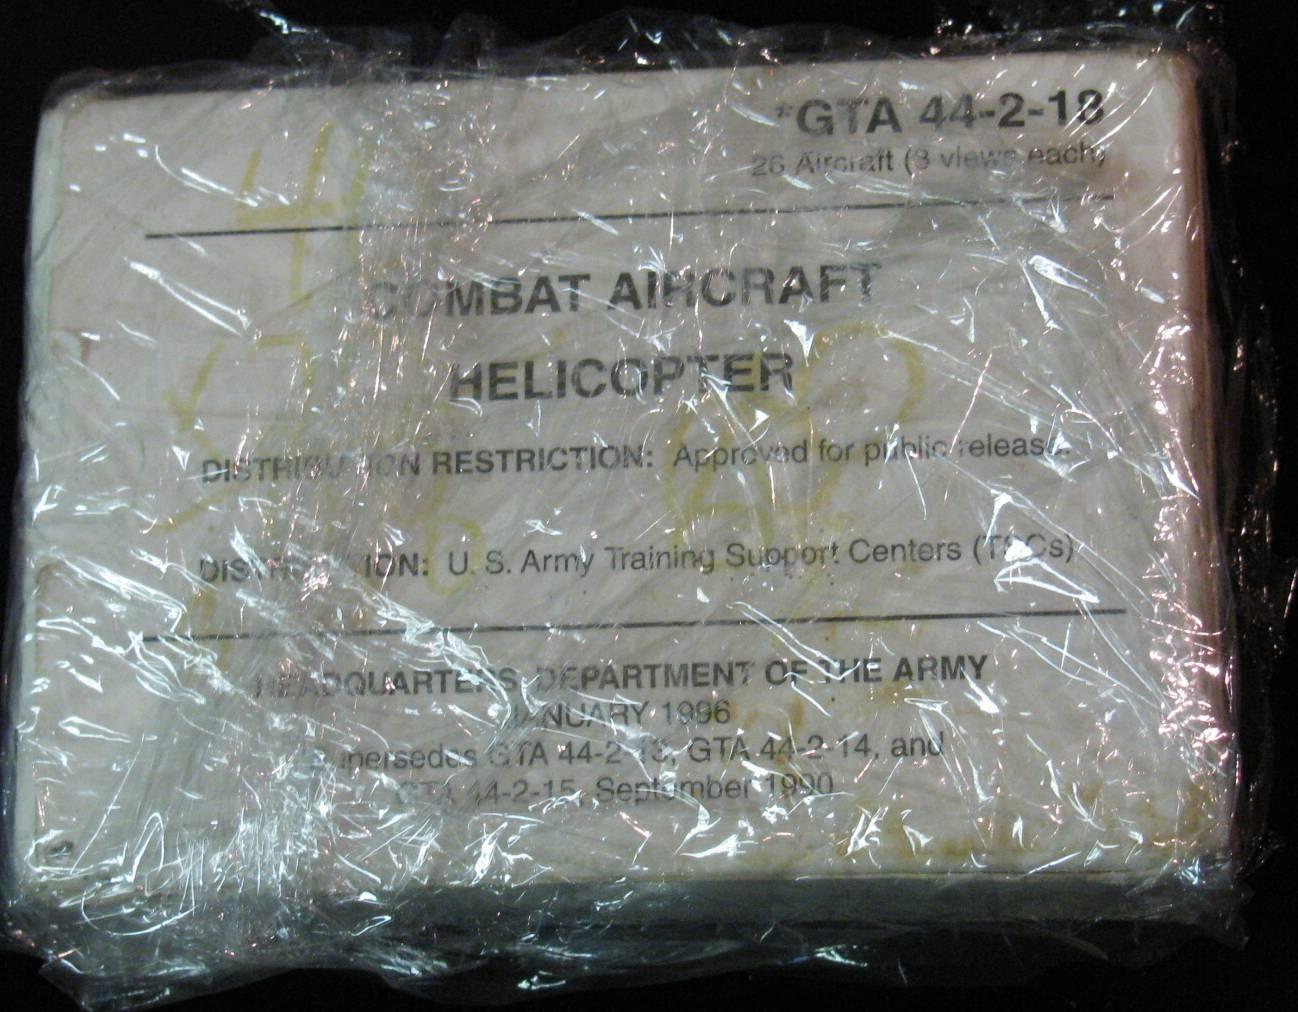 *GTA 44-2-18
26 Aircraft (3 views each)
COMBAT AIRCRAFT
HELICOPTER
DISTRIBUTION RESTRICTION: Approved for public release.
DISTRIBUTION: U. S. Army Training Support Centers (TSCs)
HEADQUARTERS, DEPARTMENT OF THE ARMY
JANUARY 1996
Supersedes GTA 44-2-13, GTA 44-2-14, and
GTA 44-2-15, September 1990